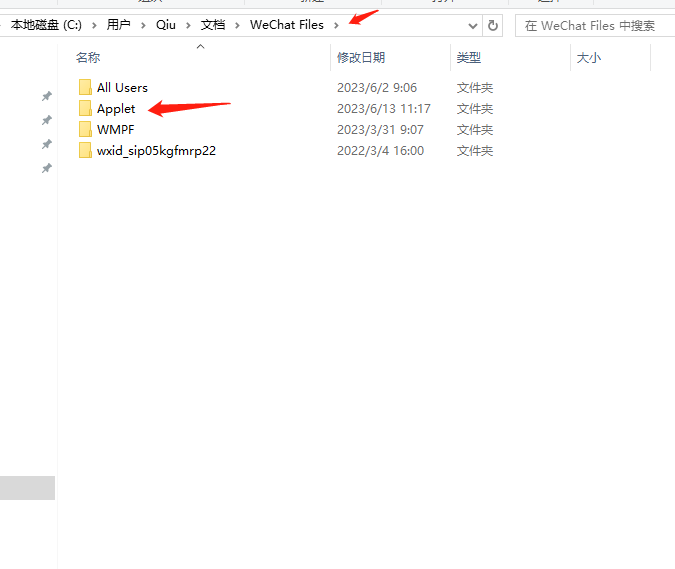 本地磁盘 (C:) › 用户 › Qiu › 文档 › WeChat Files ›
在 WeChat Files 中搜索
名称 修改日期 类型 大小
All Users 2023/6/2 9:06 文件夹
Applet 2023/6/13 11:17 文件夹
WMPF 2023/3/31 9:07 文件夹
wxid_sip05kgfmrp22 2022/3/4 16:00 文件夹